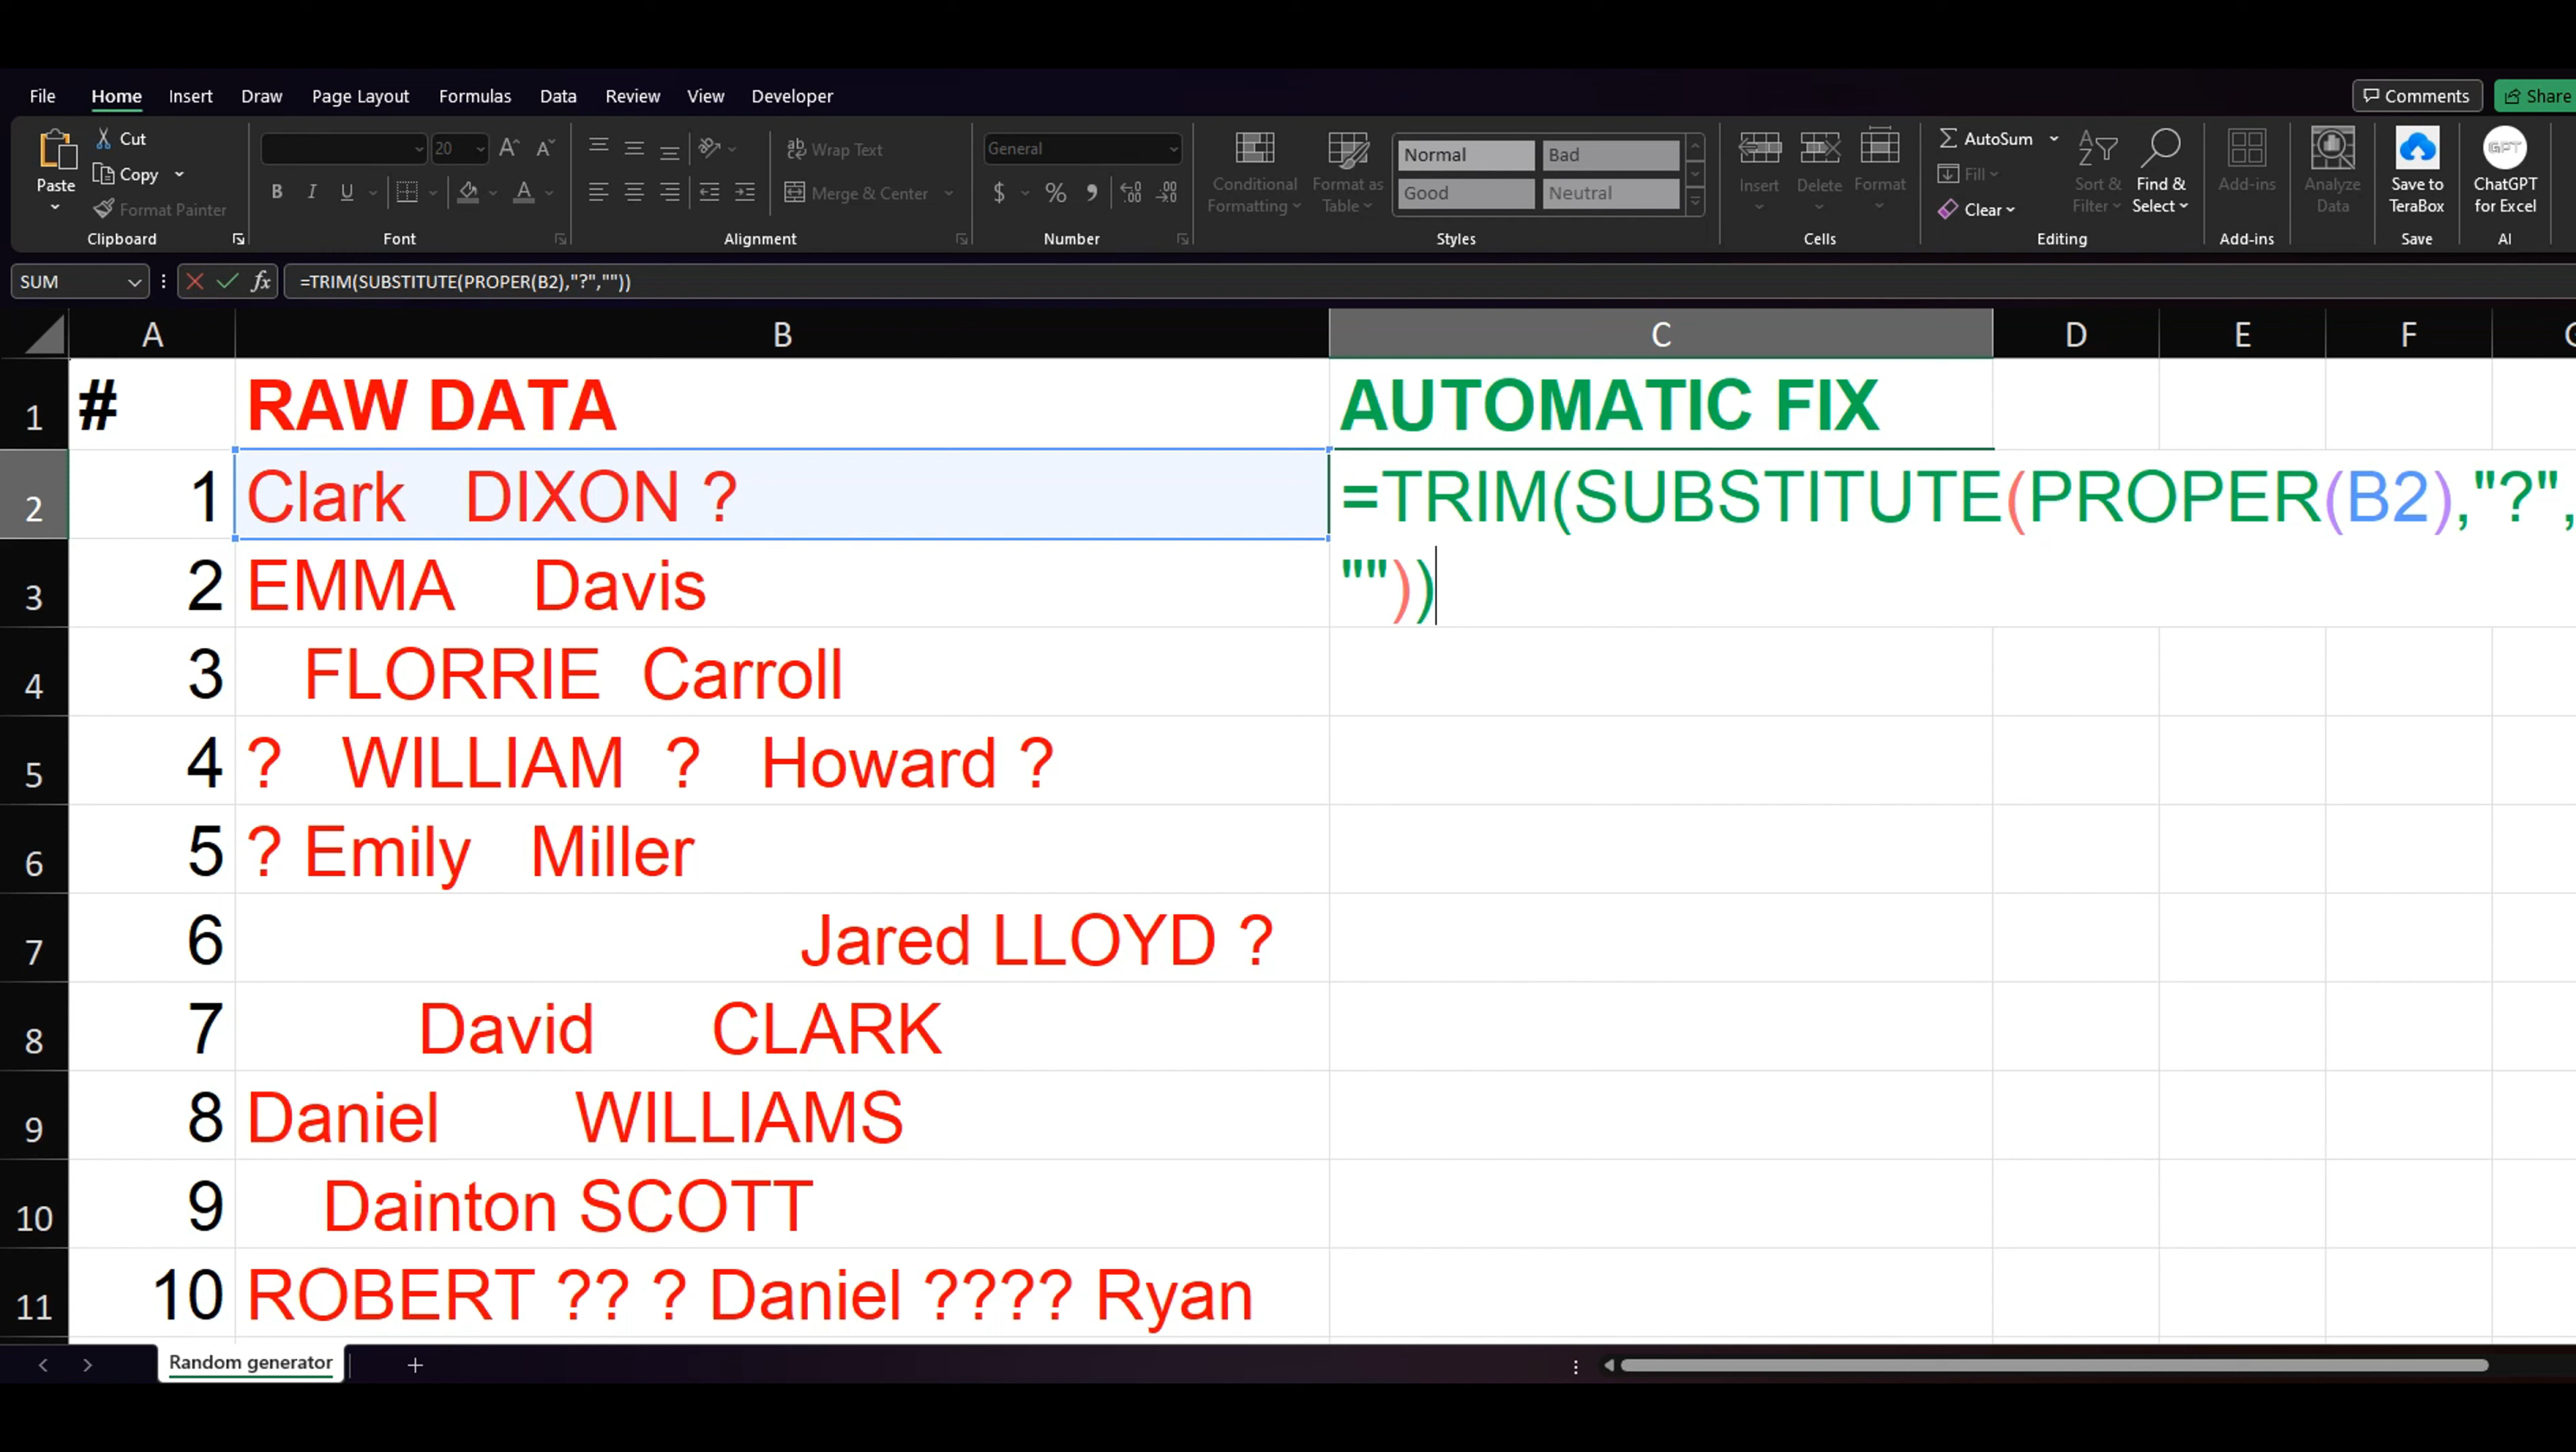 File Home Insert Draw Page Layout Formulas Data Review View Developer Comments Share
Cut
Copy
Paste
Format Painter
Clipboard
20
B I U A
Font
ab Wrap Text
Merge & Center
Alignment
General
$ % 9
Number
Conditional Formatting
Format as Table
Normal Bad
Good Neutral
Styles
Insert Delete Format
Cells
AutoSum
Fill
Clear
Sort & Filter
Find & Select
Editing
Add-ins
Add-ins
Analyze Data
Save to TeraBox
Save
GPT
ChatGPT for Excel
AI
SUM fx =TRIM(SUBSTITUTE(PROPER(B2),"?",""))
A B C D E F
1 # RAW DATA AUTOMATIC FIX
2 1 Clark DIXON ? =TRIM(SUBSTITUTE(PROPER(B2),"?",
3 2 EMMA Davis ""))
4 3 FLORRIE Carroll
5 4 ? WILLIAM ? Howard ?
6 5 ? Emily Miller
7 6 Jared LLOYD ?
8 7 David CLARK
9 8 Daniel WILLIAMS
10 9 Dainton SCOTT
11 10 ROBERT ?? ? Daniel ???? Ryan
Random generator +